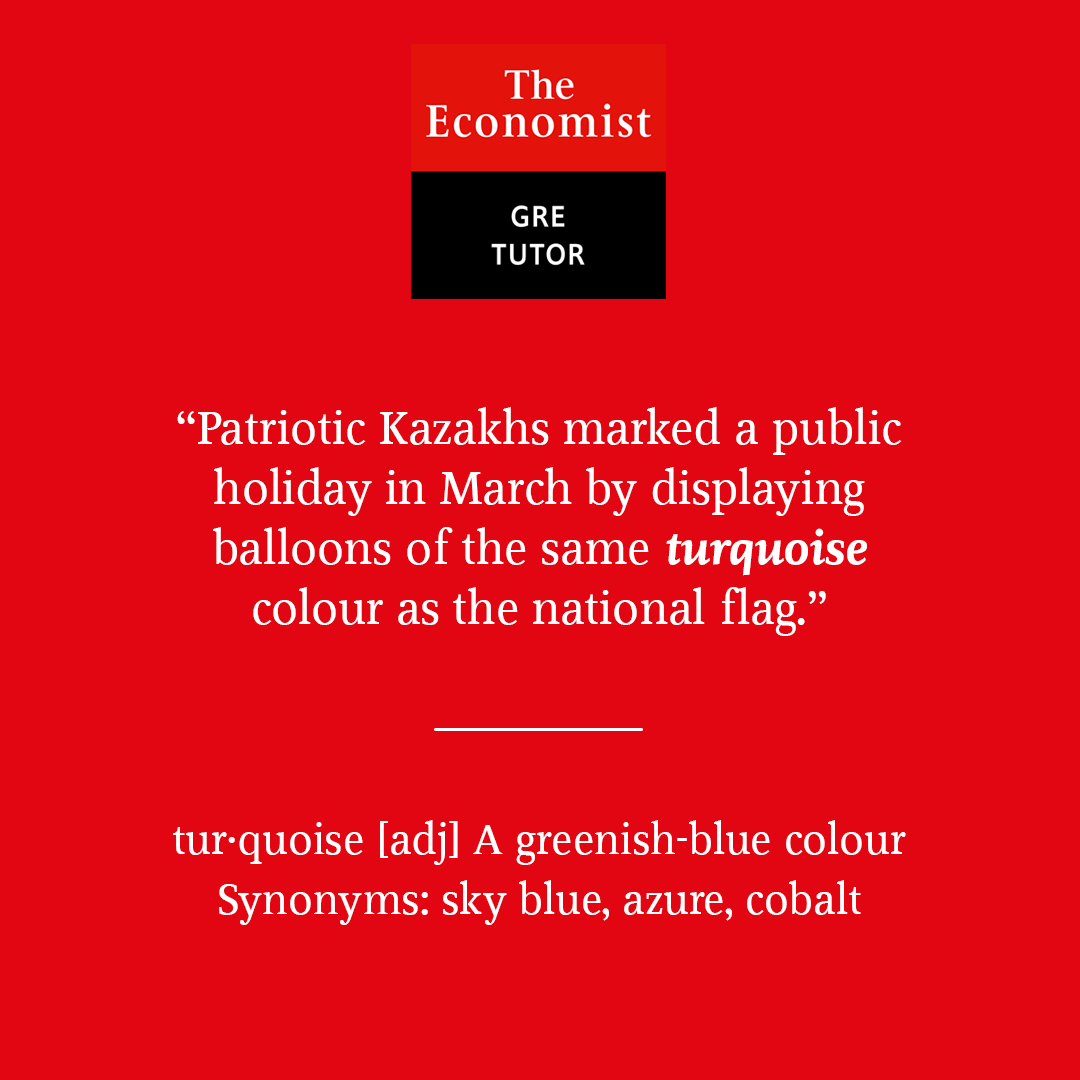 The
Economist
GRE
TUTOR
“Patriotic Kazakhs marked a public
holiday in March by displaying
balloons of the same turquoise
colour as the national flag.”
tur·quoise [adj] A greenish-blue colour
Synonyms: sky blue, azure, cobalt